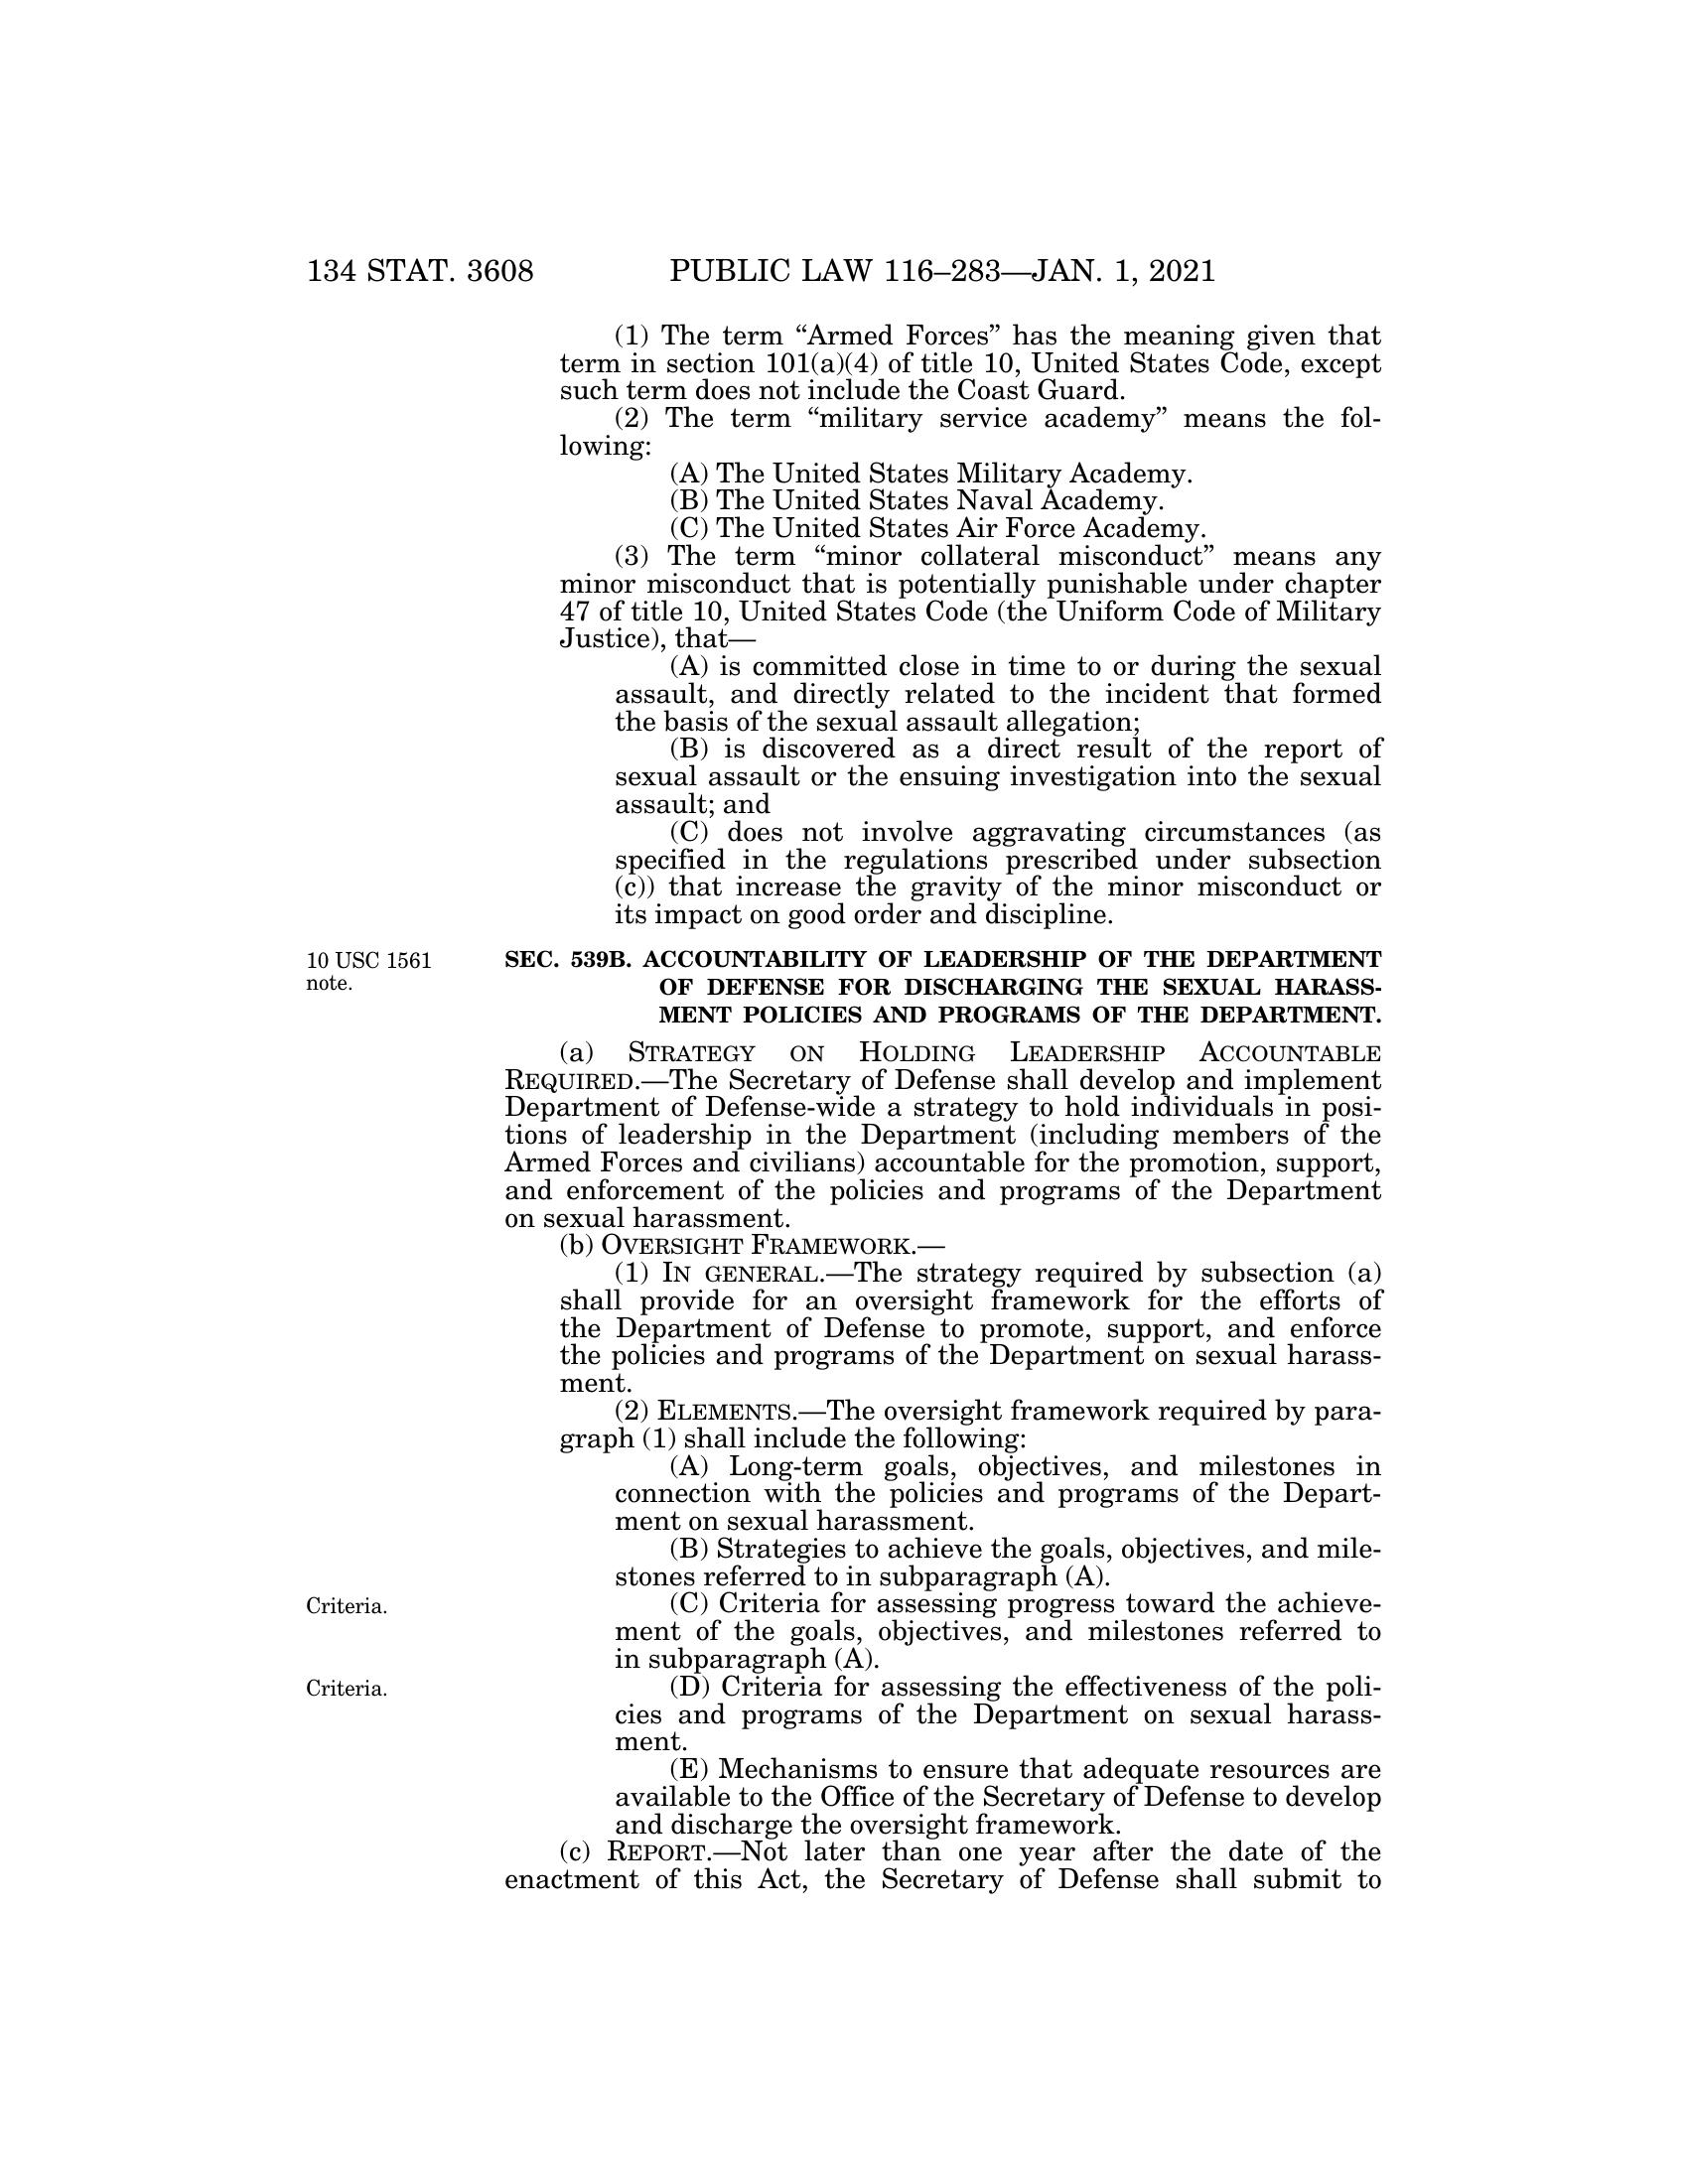 134 STAT. 3608 PUBLIC LAW 116–283—JAN. 1, 2021
(1) The term “Armed Forces” has the meaning given that
term in section 101(a)(4) of title 10, United States Code, except
such term does not include the Coast Guard.
(2) The term “military service academy” means the fol-
lowing:
(A) The United States Military Academy.
(B) The United States Naval Academy.
(C) The United States Air Force Academy.
(3) The term “minor collateral misconduct” means any
minor misconduct that is potentially punishable under chapter
47 of title 10, United States Code (the Uniform Code of Military
Justice), that—
(A) is committed close in time to or during the sexual
assault, and directly related to the incident that formed
the basis of the sexual assault allegation;
(B) is discovered as a direct result of the report of
sexual assault or the ensuing investigation into the sexual
assault; and
(C) does not involve aggravating circumstances (as
specified in the regulations prescribed under subsection
(c)) that increase the gravity of the minor misconduct or
its impact on good order and discipline.
10 USC 1561
note.
SEC. 539B. ACCOUNTABILITY OF LEADERSHIP OF THE DEPARTMENT
OF DEFENSE FOR DISCHARGING THE SEXUAL HARASS-
MENT POLICIES AND PROGRAMS OF THE DEPARTMENT.
(a) STRATEGY ON HOLDING LEADERSHIP ACCOUNTABLE
REQUIRED.—The Secretary of Defense shall develop and implement
Department of Defense-wide a strategy to hold individuals in posi-
tions of leadership in the Department (including members of the
Armed Forces and civilians) accountable for the promotion, support,
and enforcement of the policies and programs of the Department
on sexual harassment.
(b) OVERSIGHT FRAMEWORK.—
(1) IN GENERAL.—The strategy required by subsection (a)
shall provide for an oversight framework for the efforts of
the Department of Defense to promote, support, and enforce
the policies and programs of the Department on sexual harass-
ment.
(2) ELEMENTS.—The oversight framework required by para-
graph (1) shall include the following:
(A) Long-term goals, objectives, and milestones in
connection with the policies and programs of the Depart-
ment on sexual harassment.
(B) Strategies to achieve the goals, objectives, and mile-
stones referred to in subparagraph (A).
Criteria.
(C) Criteria for assessing progress toward the achieve-
ment of the goals, objectives, and milestones referred to
in subparagraph (A).
Criteria.
(D) Criteria for assessing the effectiveness of the poli-
cies and programs of the Department on sexual harass-
ment.
(E) Mechanisms to ensure that adequate resources are
available to the Office of the Secretary of Defense to develop
and discharge the oversight framework.
(c) REPORT.—Not later than one year after the date of the
enactment of this Act, the Secretary of Defense shall submit to